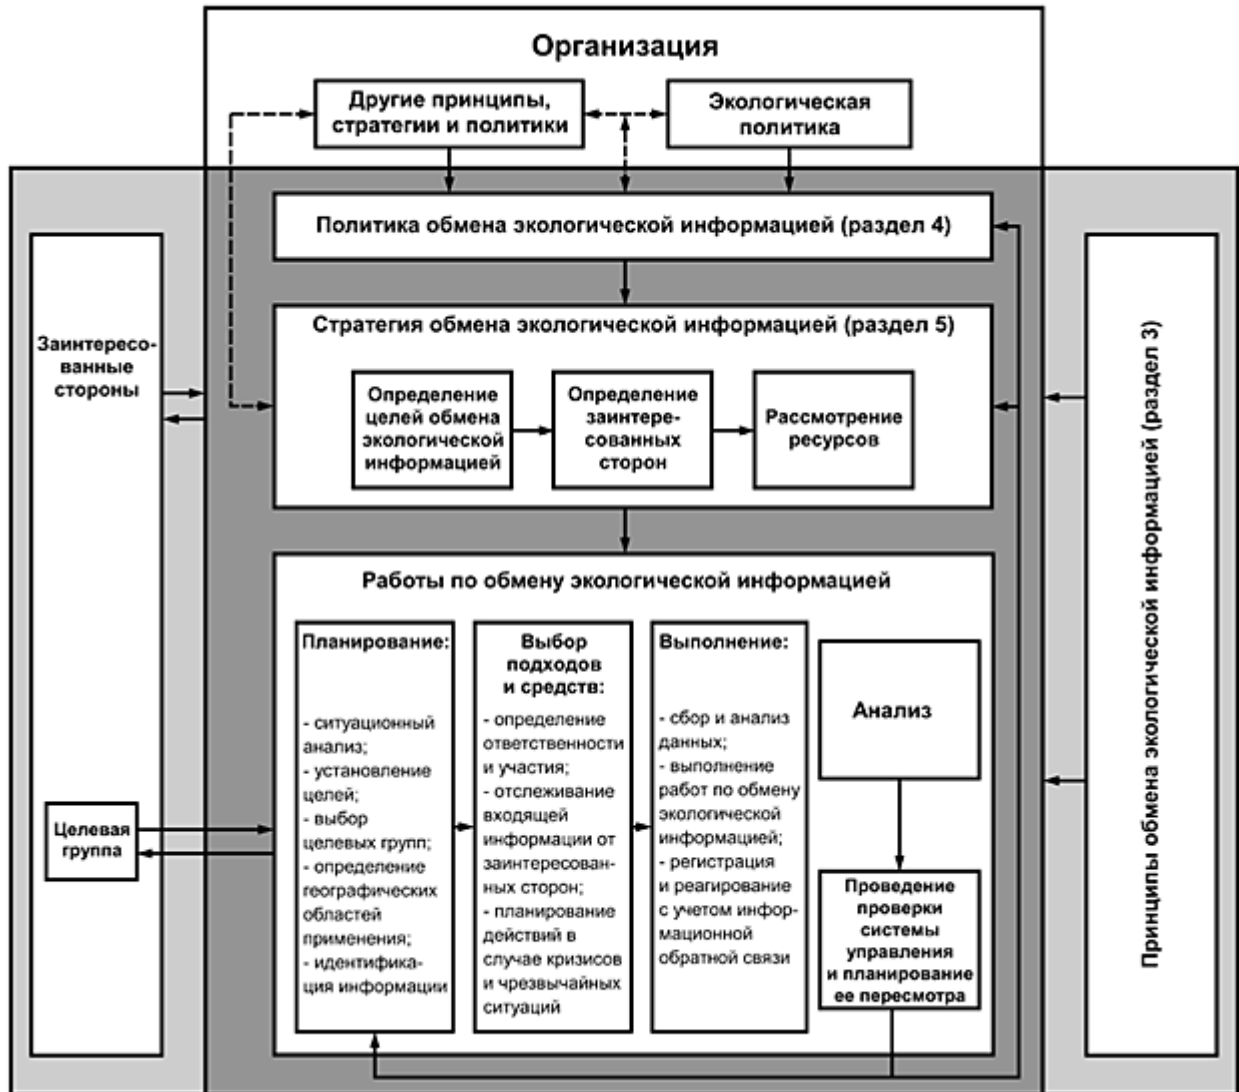 Организация
Другие принципы,
стратегии и политики
Экологическая
политика
Политика обмена экологической информацией (раздел 4)
Заинтересо-
ванные
стороны
Стратегия обмена экологической информацией (раздел 5)
Определение
целей обмена
экологической
информацией
Определение
заинтере-
сованных
сторон
Рассмотрение
ресурсов
Работы по обмену экологической информацией
Планирование:
- ситуационный
анализ;
- установление
целей;
- выбор
целевых групп;
- определение
географических
областей
применения;
- идентифика-
ция информации
Выбор
подходов
и средств:
- определение
ответственности
и участия;
- отслеживание
входящей
информации от
заинтересован-
ных сторон;
- планирование
действий в
случае кризисов
и чрезвычайных
ситуаций
Выполнение:
- сбор и анализ
данных;
- выполнение
работ по обмену
экологической
информацией;
- регистрация
и реагирование
с учетом инфор-
мационной
обратной связи
Анализ
Проведение
проверки
системы
управления
и планирование
ее пересмотра
Целевая
группа
Принципы обмена экологической информацией (раздел 3)